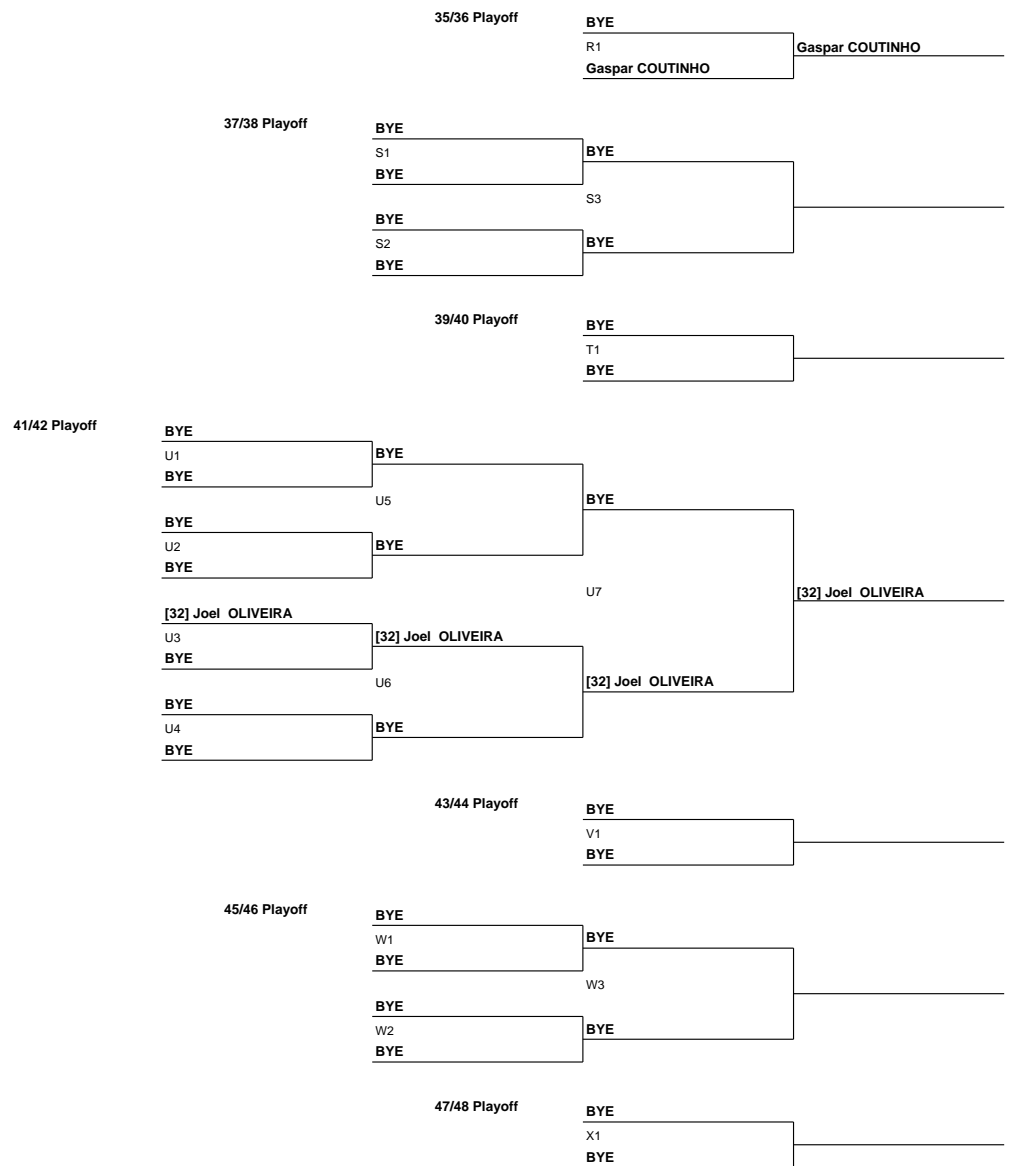 35/36 Playoff
BYE
R1
Gaspar COUTINHO
Gaspar COUTINHO
37/38 Playoff
BYE
S1
BYE
BYE
S3
BYE
S2
BYE
BYE
39/40 Playoff
BYE
T1
BYE
41/42 Playoff
BYE
U1
BYE
BYE
U5
BYE
BYE
U2
BYE
BYE
U7
[32] Joel OLIVEIRA
[32] Joel OLIVEIRA
U3
[32] Joel OLIVEIRA
BYE
U6
[32] Joel OLIVEIRA
BYE
U4
BYE
BYE
43/44 Playoff
BYE
V1
BYE
45/46 Playoff
BYE
W1
BYE
BYE
W3
BYE
W2
BYE
BYE
47/48 Playoff
BYE
X1
BYE